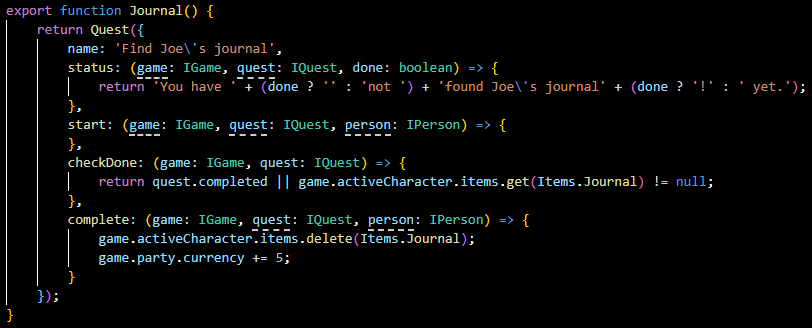 export function Journal() {
    return Quest({
        name: 'Find Joe\'s journal',
        status: (game: IGame, quest: IQuest, done: boolean) => {
            return 'You have ' + (done ? '' : 'not ') + 'found Joe\'s journal' + (done ? '!' : ' yet.');
        },
        start: (game: IGame, quest: IQuest, person: IPerson) => {
        },
        checkDone: (game: IGame, quest: IQuest) => {
            return quest.completed || game.activeCharacter.items.get(Items.Journal) != null;
        },
        complete: (game: IGame, quest: IQuest, person: IPerson) => {
            game.activeCharacter.items.delete(Items.Journal);
            game.party.currency += 5;
        }
    });
}